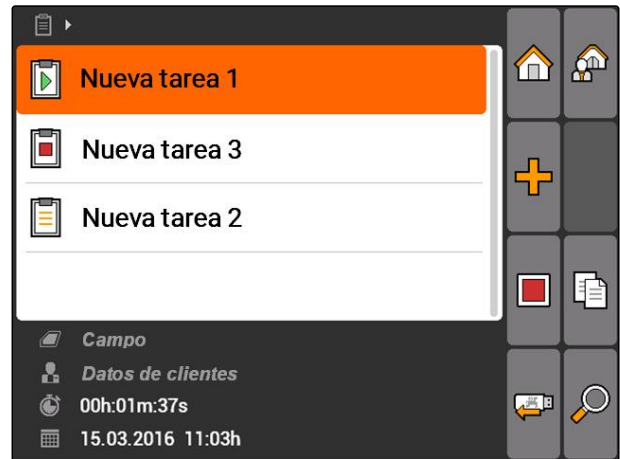 Nueva tarea 1
Nueva tarea 3
Nueva tarea 2
Campo
Datos de clientes
00h:01m:37s
15.03.2016 11:03h